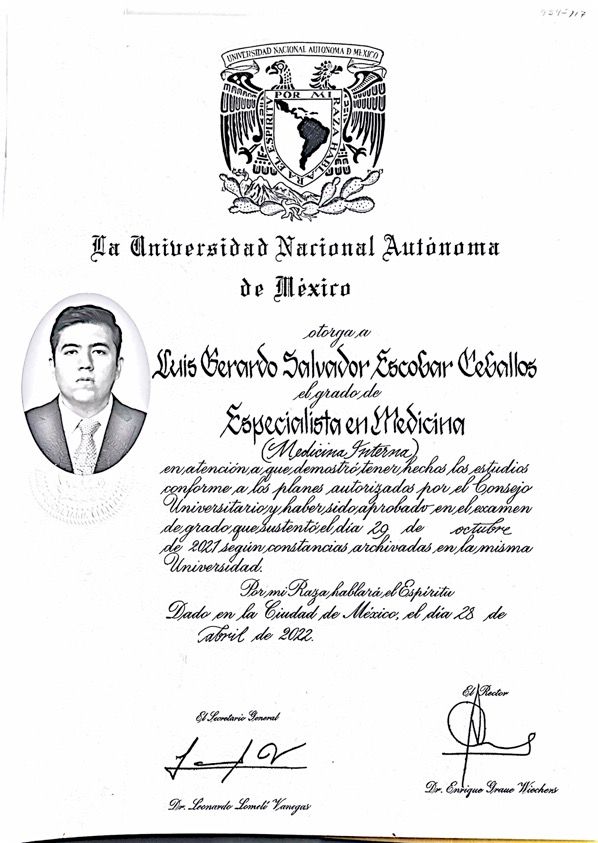 939-117
UNIVERSIDAD NACIONAL AUTONOMA D MEXICO
POR MI RAZA HABLARA EL ESPIRITU
La Universidad Nacional Autónoma
de México
otorga a
Luis Gerardo Salvador Escobar Ceballos
el grado de
Especialista en Medicina
(Medicina Interna)
en atención a que demostró tener hechos los estudios
conforme a los planes autorizados por el Consejo
Universitario y haber sido aprobado en el examen
de grado que sustentó el día 29 de octubre
de 2021 según constancias archivadas en la misma
Universidad.
Por mi Raza hablará el Espíritu
Dado en la Ciudad de México, el día 28 de
abril de 2022.
El Secretario General
Dr. Leonardo Lomelí Vanegas
El Rector
Dr. Enrique Graue Wiechers